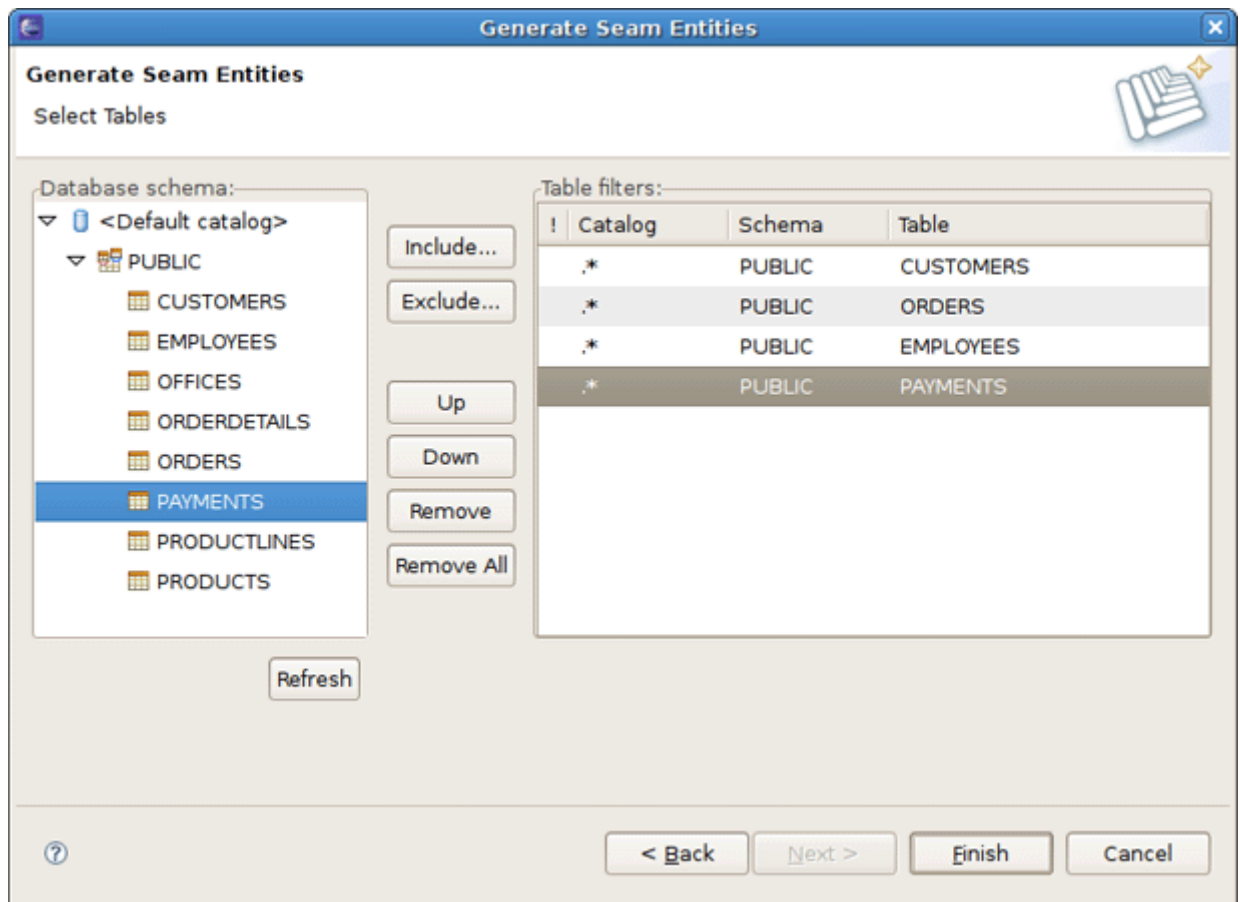 Generate Seam Entities
Generate Seam Entities
Select Tables
Database schema:
<Default catalog>
PUBLIC
CUSTOMERS
EMPLOYEES
OFFICES
ORDERDETAILS
ORDERS
PAYMENTS
PRODUCTLINES
PRODUCTS
Refresh
Include...
Exclude...
Up
Down
Remove
Remove All
Table filters:
! Catalog Schema Table
.* PUBLIC CUSTOMERS
.* PUBLIC ORDERS
.* PUBLIC EMPLOYEES
.* PUBLIC PAYMENTS
? < Back Next > Finish Cancel